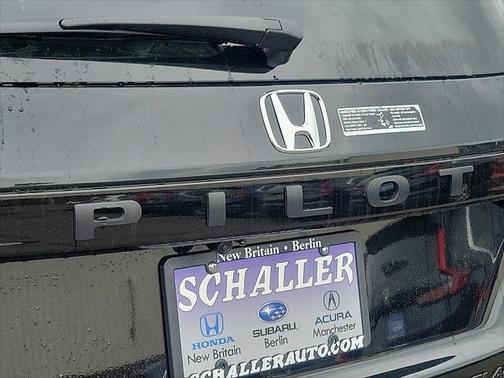 PILOT
New Britain • Berlin
SCHALLER
HONDA SUBARU. ACURA
New Britain Berlin Manchester
SCHALLERAUTO.COM